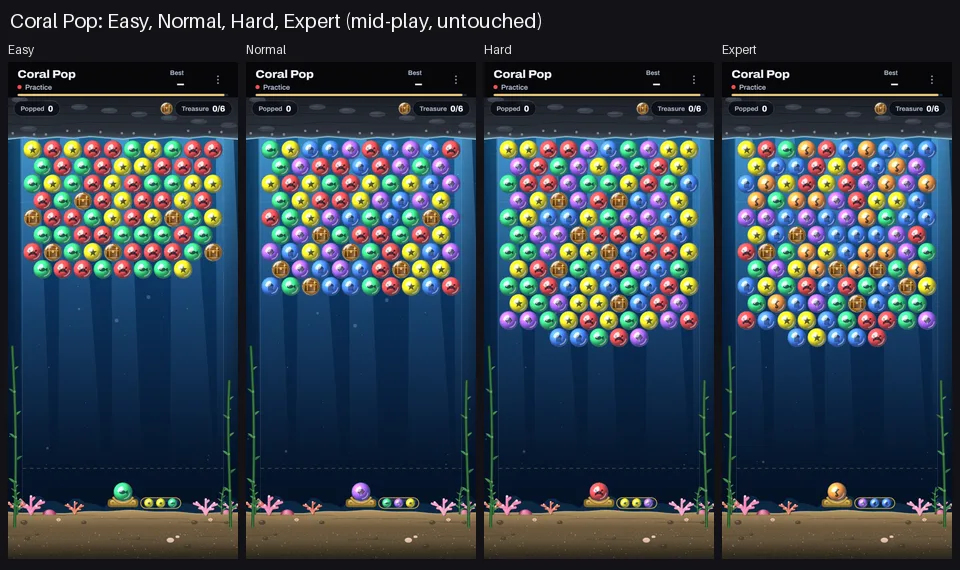 Coral Pop: Easy, Normal, Hard, Expert (mid-play, untouched)
Easy
Coral Pop
Practice
Best
–
Popped 0
Treasure 0/6
Normal
Coral Pop
Practice
Best
–
Popped 0
Treasure 0/6
Hard
Coral Pop
Practice
Best
–
Popped 0
Treasure 0/6
Expert
Coral Pop
Practice
Best
–
Popped 0
Treasure 0/6